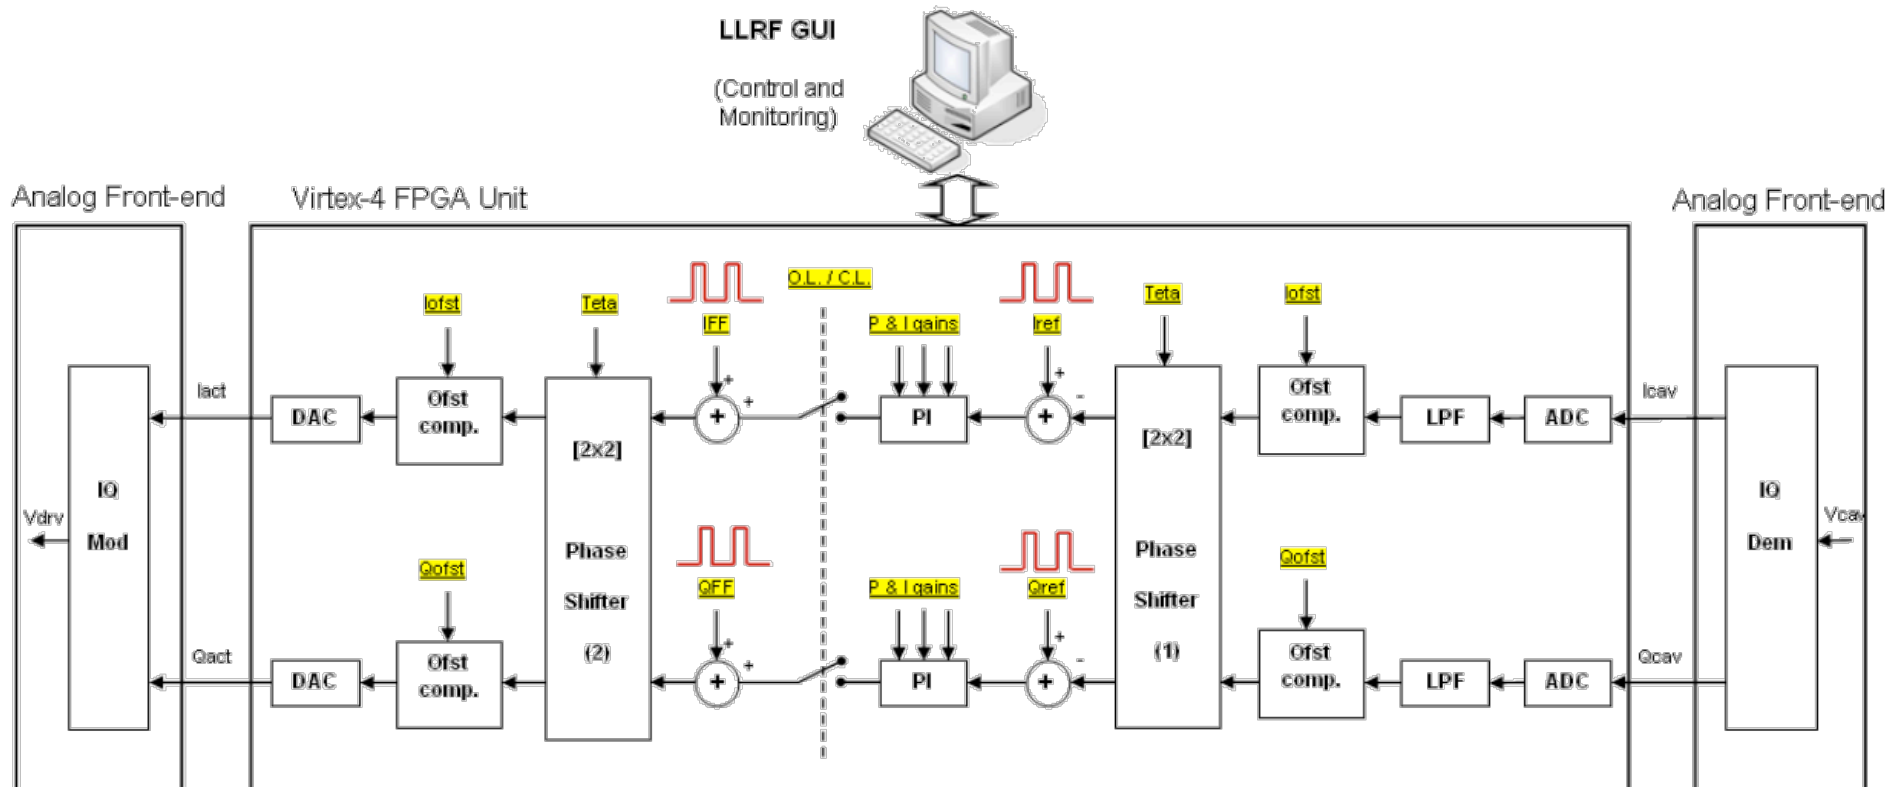 LLRF GUI
(Control and
Monitoring)
Analog Front-end
Virtex-4 FPGA Unit
Analog Front-end
Iofst
Teta
IFF
O.L. / C.L.
P & I gains
Iref
Teta
Iofst
Iact
DAC
Ofst
comp.
+
+
+
PI
+
+
-
Ofst
comp.
LPF
ADC
Icav
[2x2]
Phase
Shifter
(2)
[2x2]
Phase
Shifter
(1)
IQ
Mod
Vdrv
IQ
Dem
Vcav
Qofst
QFF
P & I gains
Qref
Qofst
Qact
DAC
Ofst
comp.
+
+
+
PI
+
+
-
Ofst
comp.
LPF
ADC
Qcav